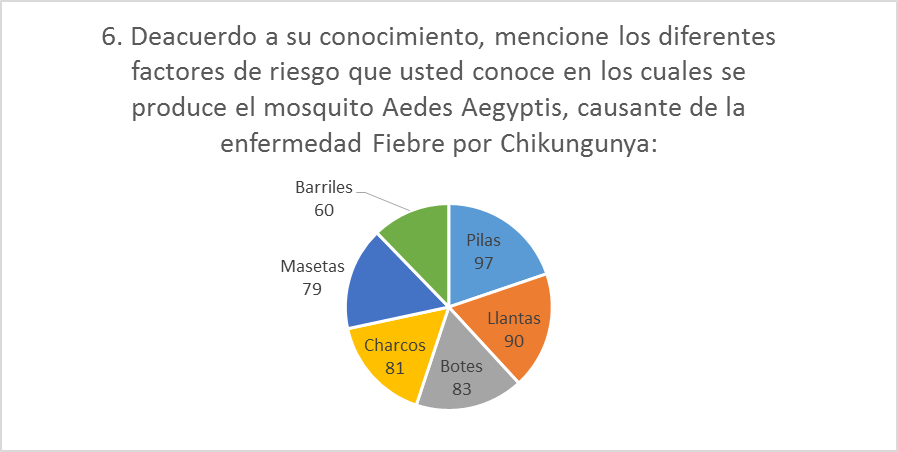 6. Deacuerdo a su conocimiento, mencione los diferentes
factores de riesgo que usted conoce en los cuales se
produce el mosquito Aedes Aegyptis, causante de la
enfermedad Fiebre por Chikungunya:
Barriles
60
Pilas
97
Masetas
79
Llantas
90
Charcos
81
Botes
83